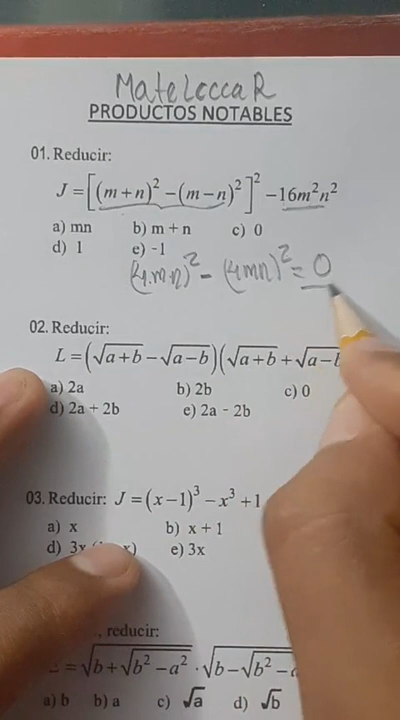 MateLoccaR
PRODUCTOS NOTABLES
01. Reducir:
J = [(m+n)² −(m−n)²]² −16m²n²
a) mn b) m + n c) 0
d) 1 e) -1
(4.m.n)² - (4mn)² = 0
02. Reducir:
L = (√a+b − √a−b)(√a+b + √a−b
a) 2a b) 2b c) 0
d) 2a + 2b e) 2a - 2b
03. Reducir: J = (x−1)³ − x³ + 1
a) x b) x + 1
d) 3x x) e) 3x
, reducir:
= √b+√b² −a² · √b−√b² −
a) b b) a c) √a d) √b